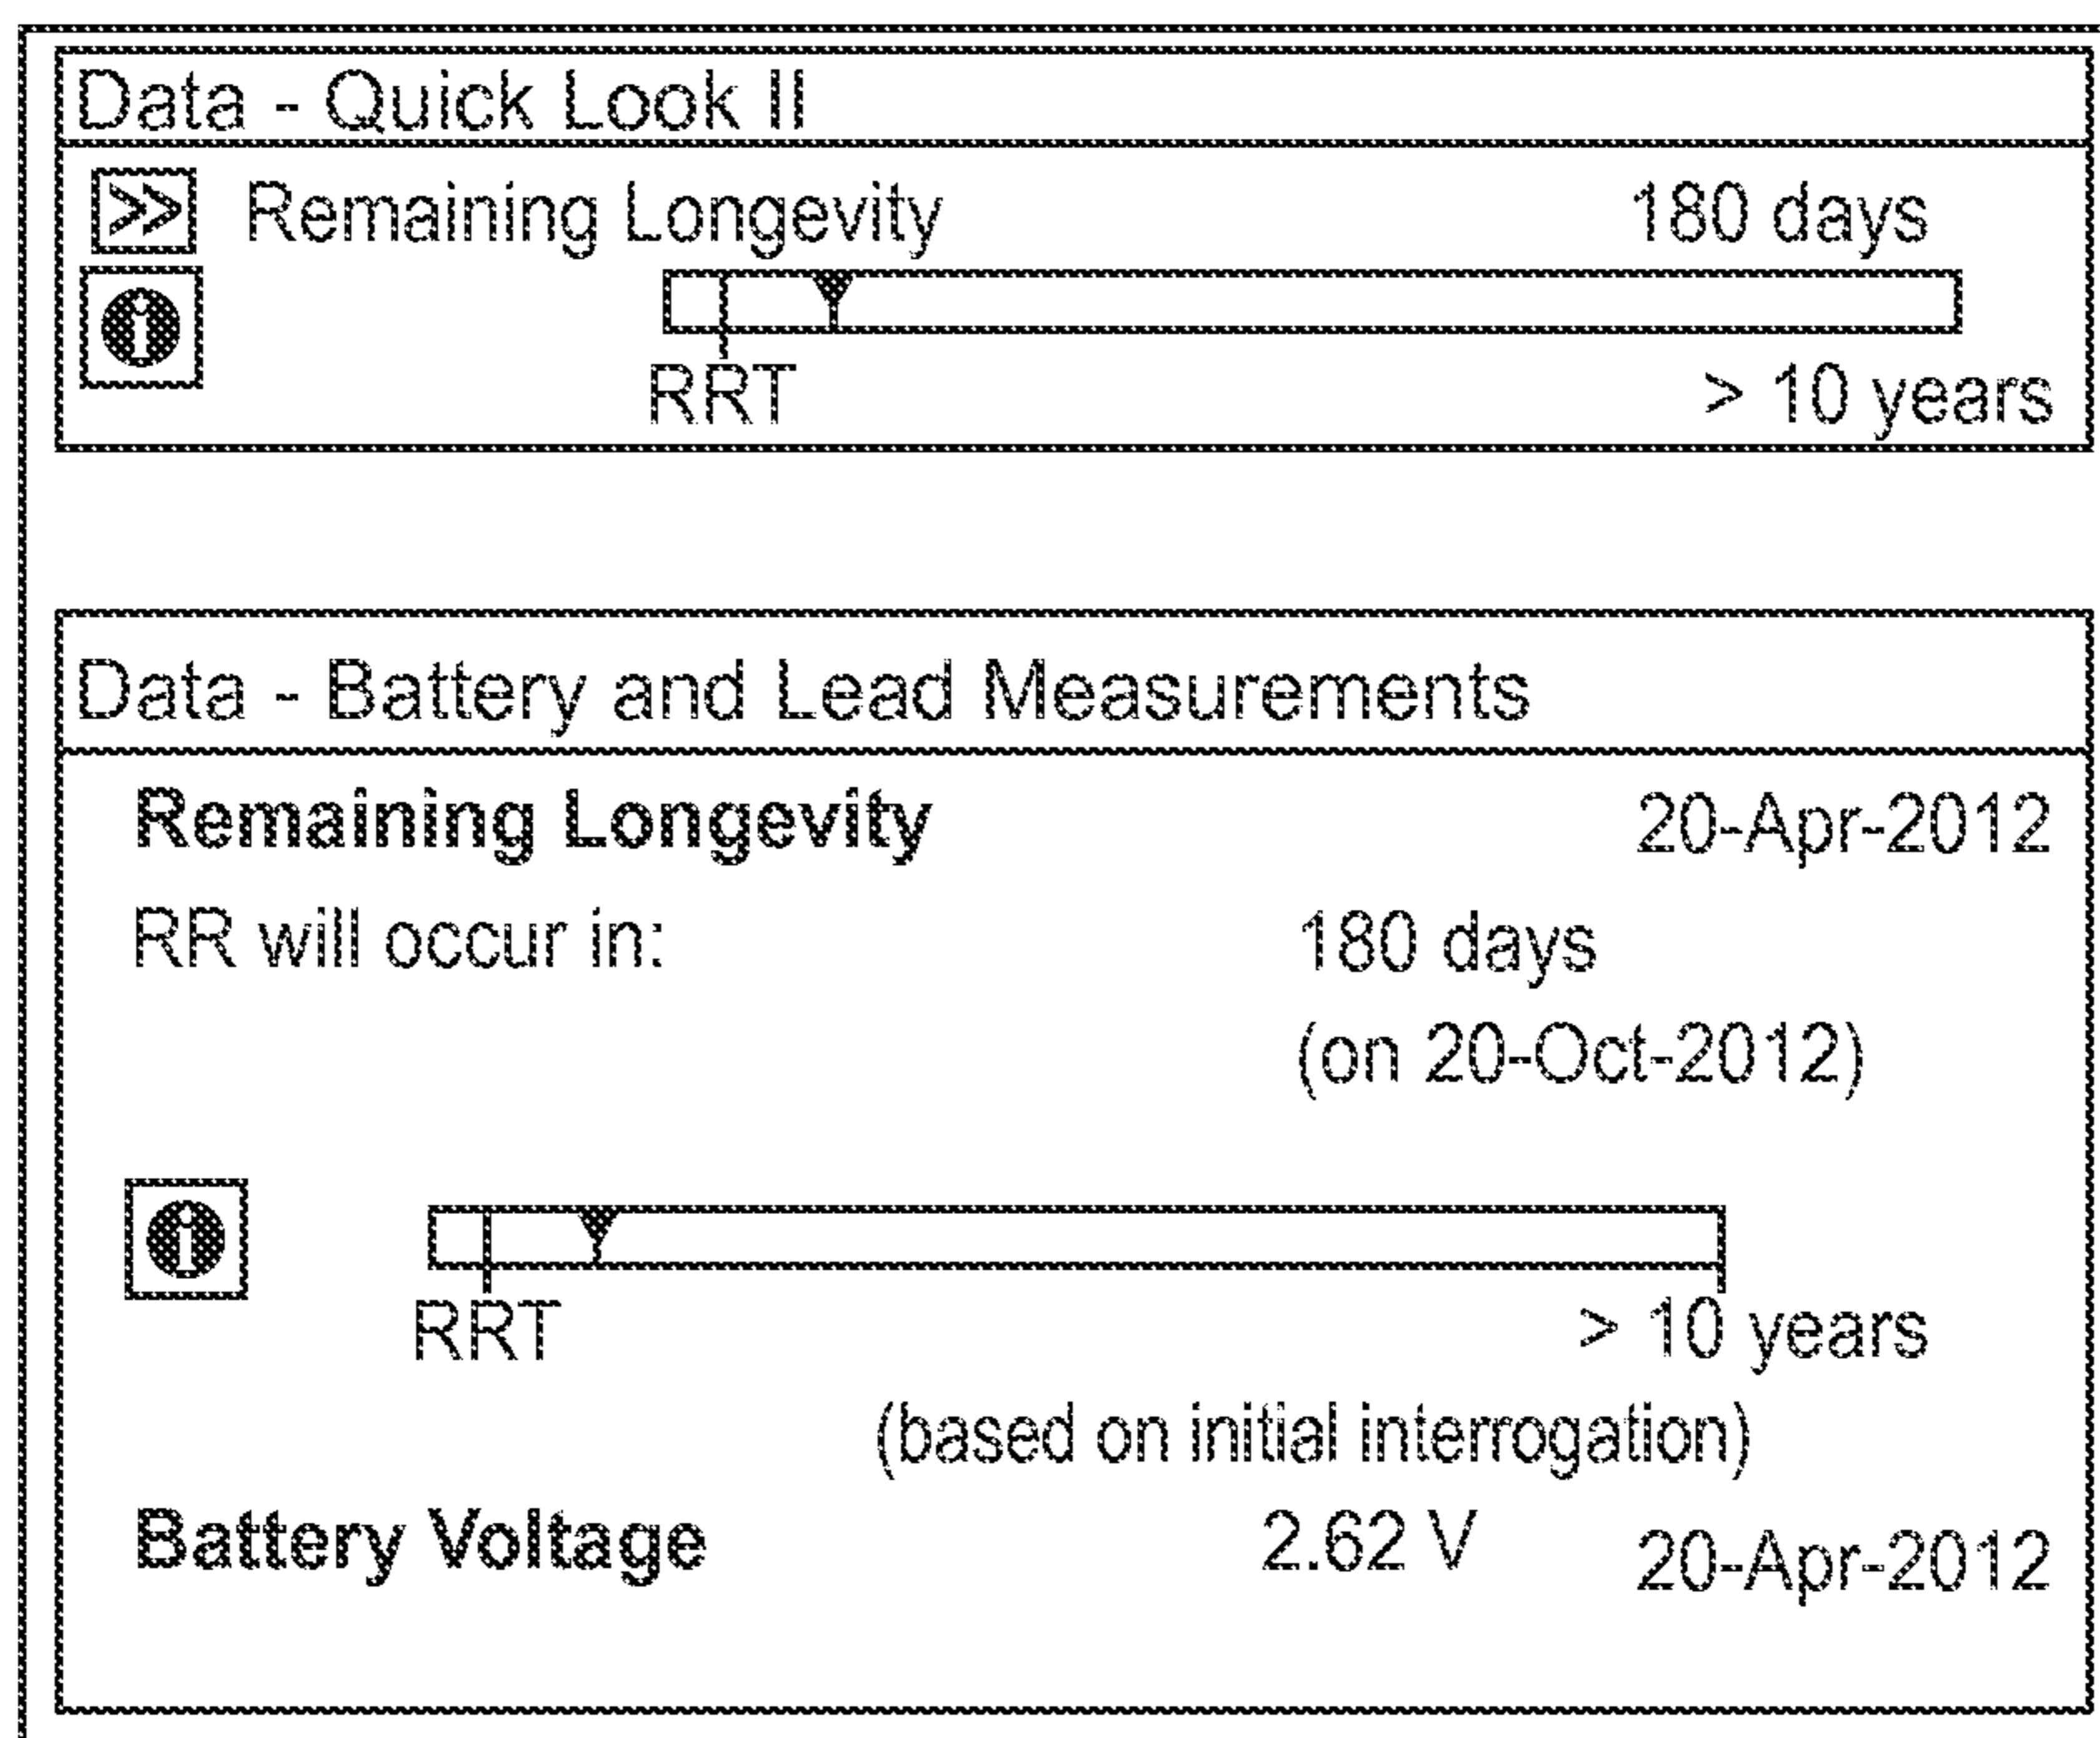 Data - Quick Look II
>> Remaining Longevity 180 days
i
RRT > 10 years
Data - Battery and Lead Measurements
Remaining Longevity 20-Apr-2012
RR will occur in: 180 days
(on 20-Oct-2012)
i
RRT > 10 years
(based on initial interrogation)
Battery Voltage 2.62 V 20-Apr-2012